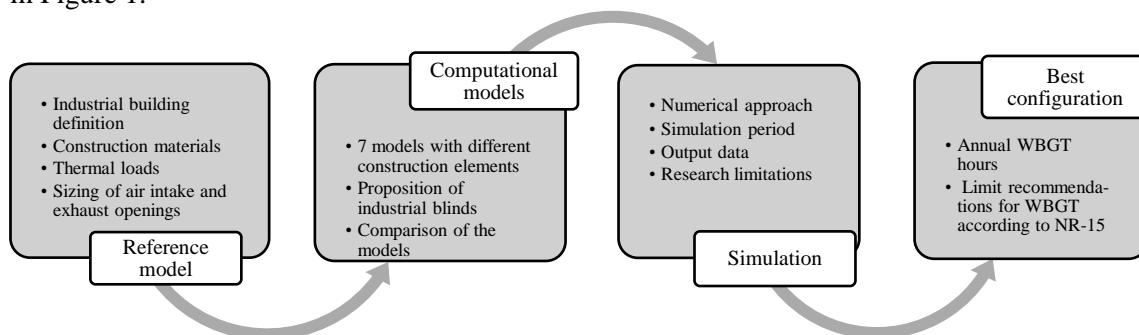 in Figure 1.
• Industrial building
definition
• Construction materials
• Thermal loads
• Sizing of air intake and
exhaust openings
Reference
model
Computational
models
• 7 models with different
construction elements
• Proposition of
industrial blinds
• Comparison of the
models
• Numerical approach
• Simulation period
• Output data
• Research limitations
Simulation
Best
configuration
• Annual WBGT
hours
• Limit recommenda-
tions for WBGT
according to NR-15